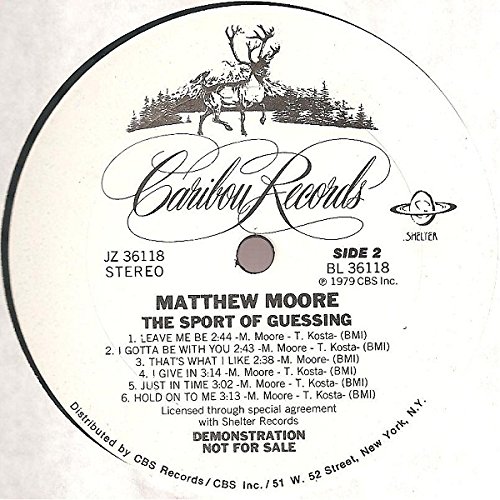 Caribou Records
SHELTER
JZ 36118
STEREO
SIDE 2
BL 36118
℗ 1979 CBS Inc.
MATTHEW MOORE
THE SPORT OF GUESSING
1. LEAVE ME BE 2:44 -M. Moore - T. Kosta- (BMI)
2. I GOTTA BE WITH YOU 2:43 -M. Moore - T. Kosta- (BMI)
3. THAT'S WHAT I LIKE 2:38 -M. Moore- (BMI)
4. I GIVE IN 3:14 -M. Moore - T. Kosta- (BMI)
5. JUST IN TIME 3:02 -M. Moore - T. Kosta- (BMI)
6. HOLD ON TO ME 3:13 -M. Moore - T. Kosta- (BMI)
Licensed through special agreement
with Shelter Records
DEMONSTRATION
NOT FOR SALE
Distributed by CBS Records/CBS Inc./51 W. 52 Street, New York, N.Y.